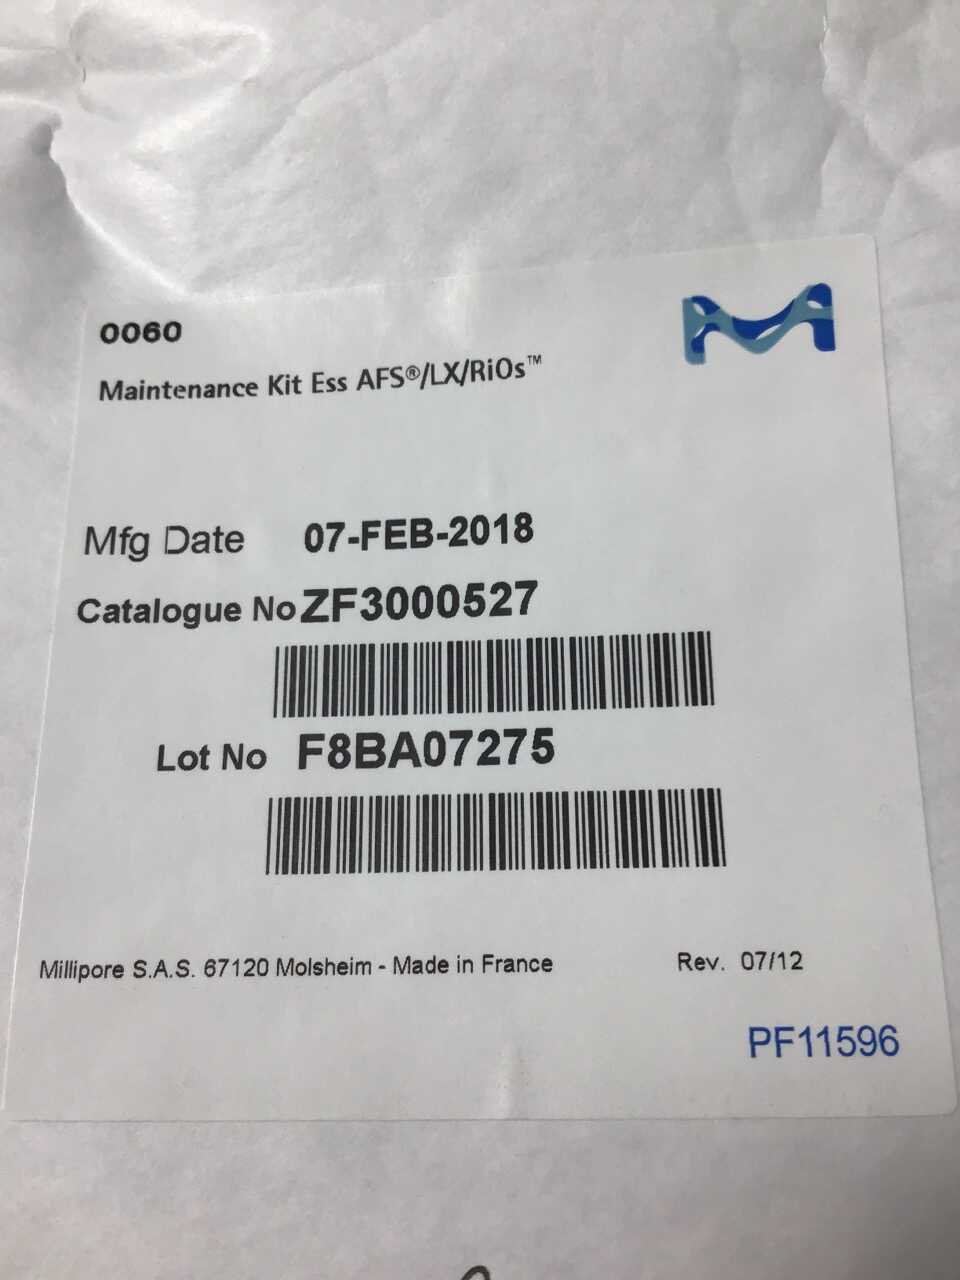 0060
Maintenance Kit Ess AFS®/LX/RiOs™
Mfg Date 07-FEB-2018
Catalogue No ZF3000527
Lot No F8BA07275
Millipore S.A.S. 67120 Molsheim - Made in France Rev. 07/12
PF11596